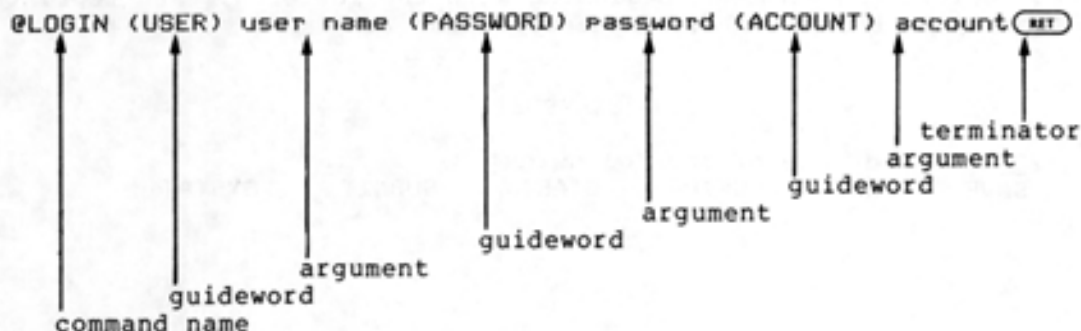 @LOGIN (USER) user name (PASSWORD) password (ACCOUNT) account RET
terminator
argument
guideword
argument
guideword
argument
guideword
command name